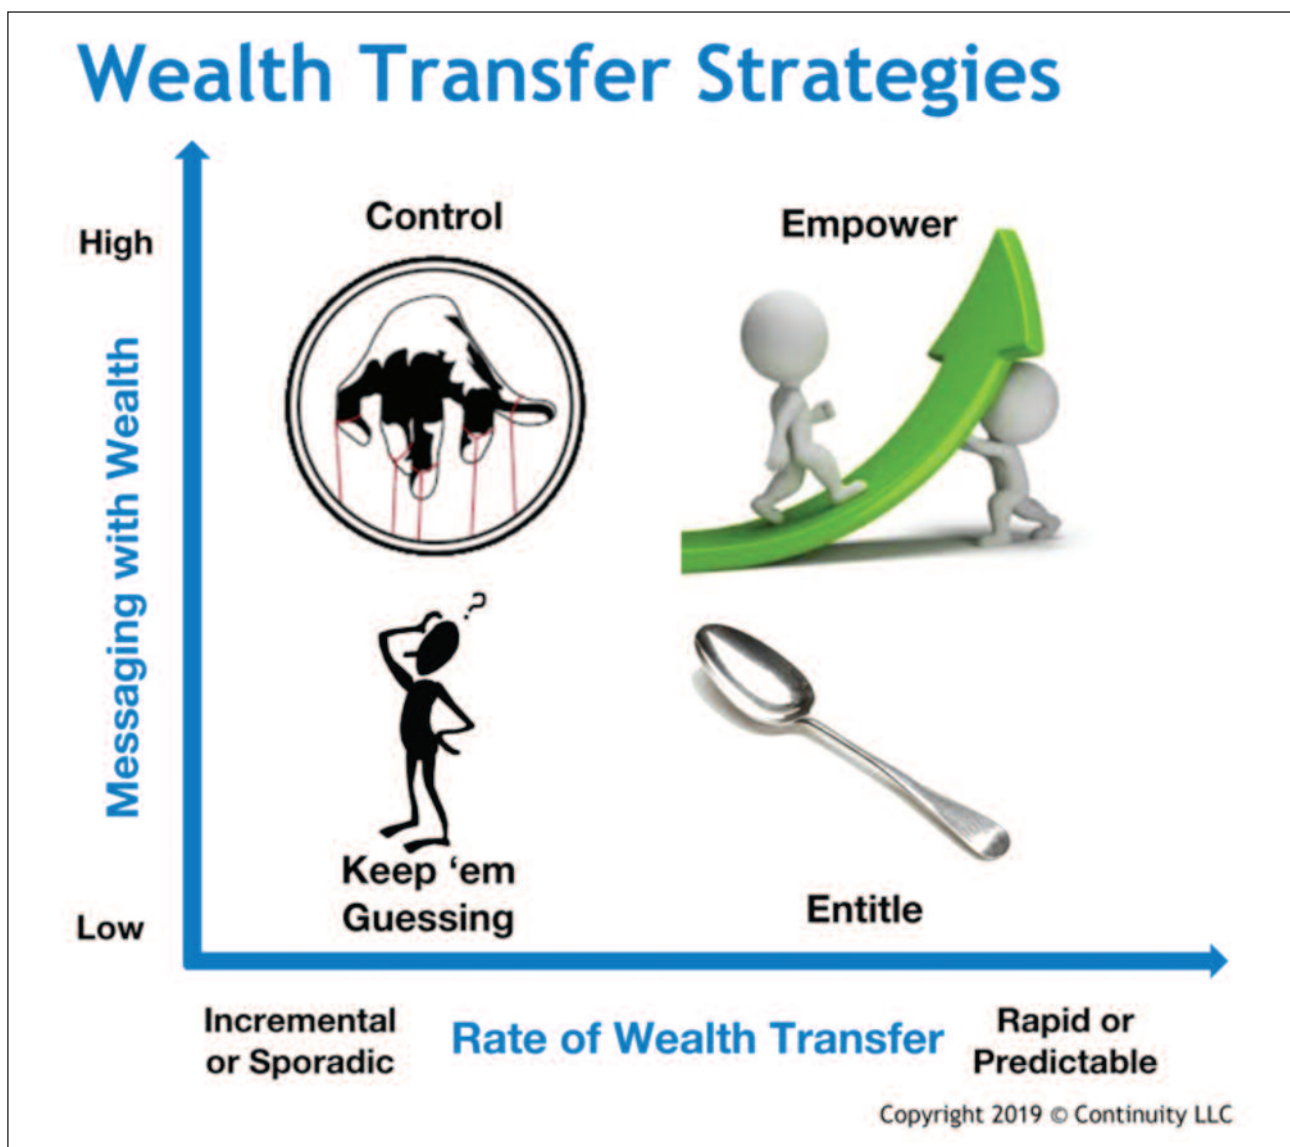 Wealth Transfer Strategies
Control
Empower
High
Messaging with Wealth
?
Keep ‘em
Guessing
Entitle
Low
Incremental
or Sporadic
Rate of Wealth Transfer
Rapid or
Predictable
Copyright 2019 © Continuity LLC